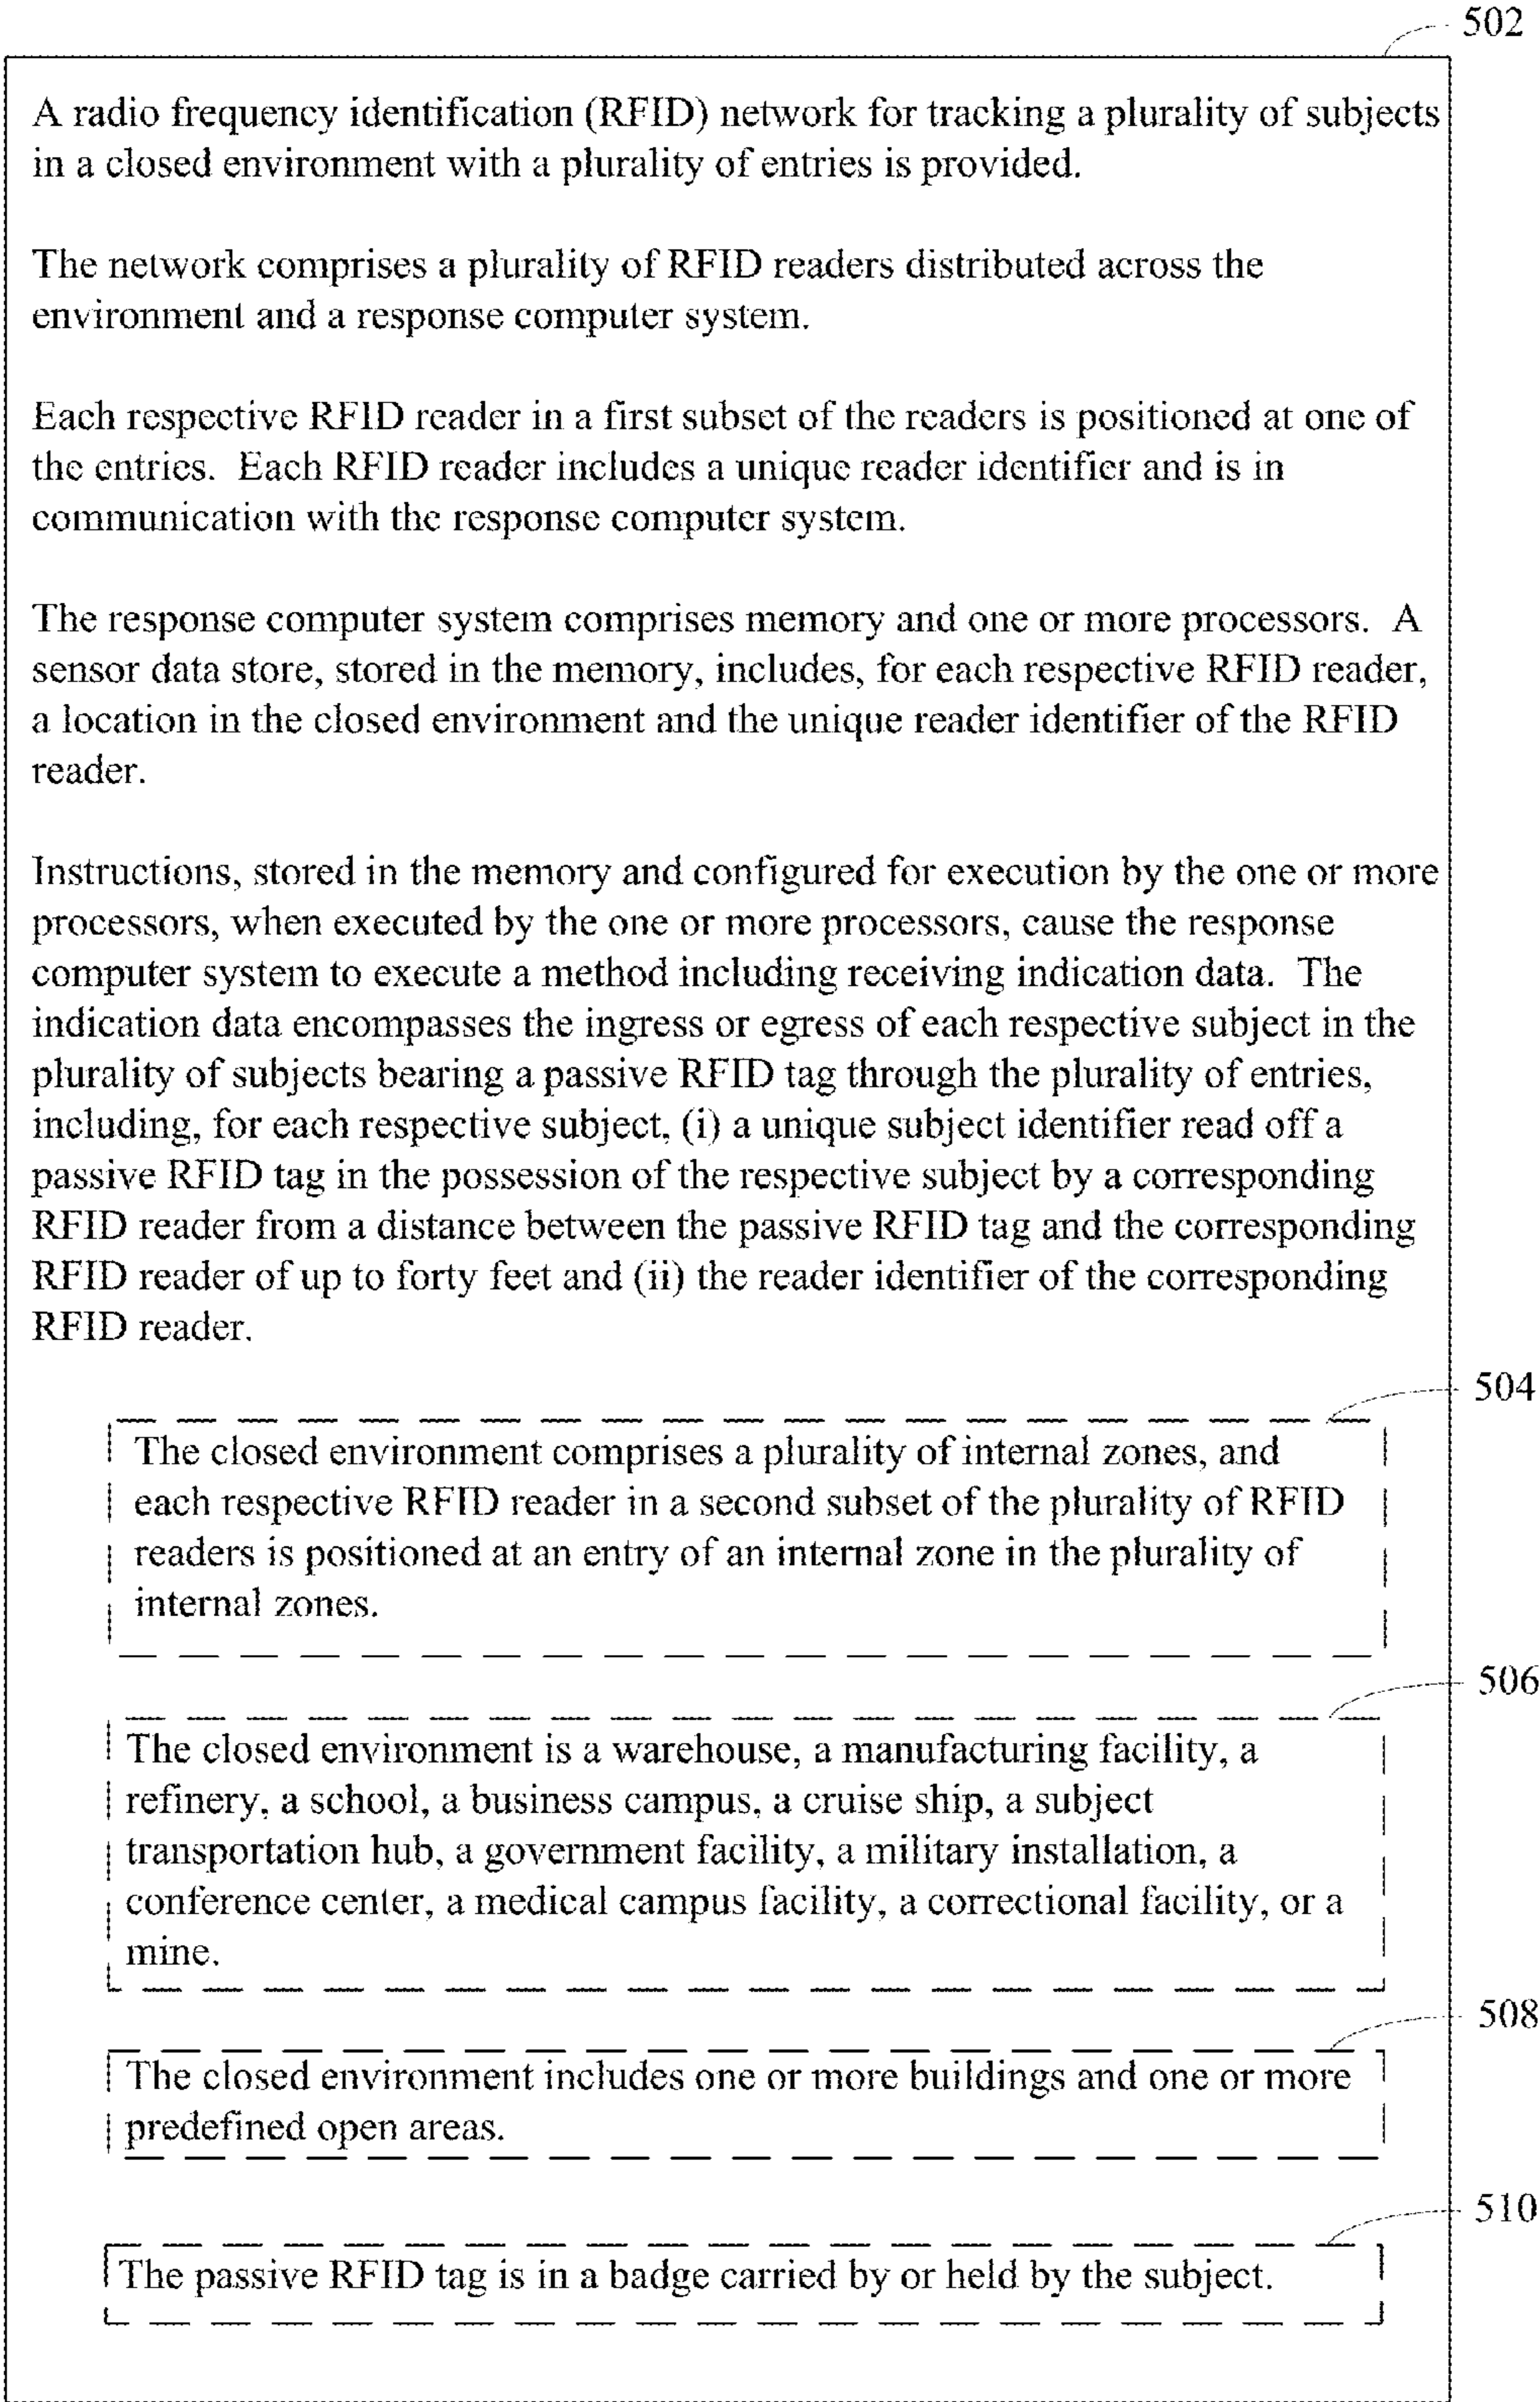 502
A radio frequency identification (RFID) network for tracking a plurality of subjects
in a closed environment with a plurality of entries is provided.
The network comprises a plurality of RFID readers distributed across the
environment and a response computer system.
Each respective RFID reader in a first subset of the readers is positioned at one of
the entries.  Each RFID reader includes a unique reader identifier and is in
communication with the response computer system.
The response computer system comprises memory and one or more processors.  A
sensor data store, stored in the memory, includes, for each respective RFID reader,
a location in the closed environment and the unique reader identifier of the RFID
reader.
Instructions, stored in the memory and configured for execution by the one or more
processors, when executed by the one or more processors, cause the response
computer system to execute a method including receiving indication data.  The
indication data encompasses the ingress or egress of each respective subject in the
plurality of subjects bearing a passive RFID tag through the plurality of entries,
including, for each respective subject, (i) a unique subject identifier read off a
passive RFID tag in the possession of the respective subject by a corresponding
RFID reader from a distance between the passive RFID tag and the corresponding
RFID reader of up to forty feet and (ii) the reader identifier of the corresponding
RFID reader.
504
The closed environment comprises a plurality of internal zones, and
each respective RFID reader in a second subset of the plurality of RFID
readers is positioned at an entry of an internal zone in the plurality of
internal zones.
506
The closed environment is a warehouse, a manufacturing facility, a
refinery, a school, a business campus, a cruise ship, a subject
transportation hub, a government facility, a military installation, a
conference center, a medical campus facility, a correctional facility, or a
mine.
508
The closed environment includes one or more buildings and one or more
predefined open areas.
510
The passive RFID tag is in a badge carried by or held by the subject.